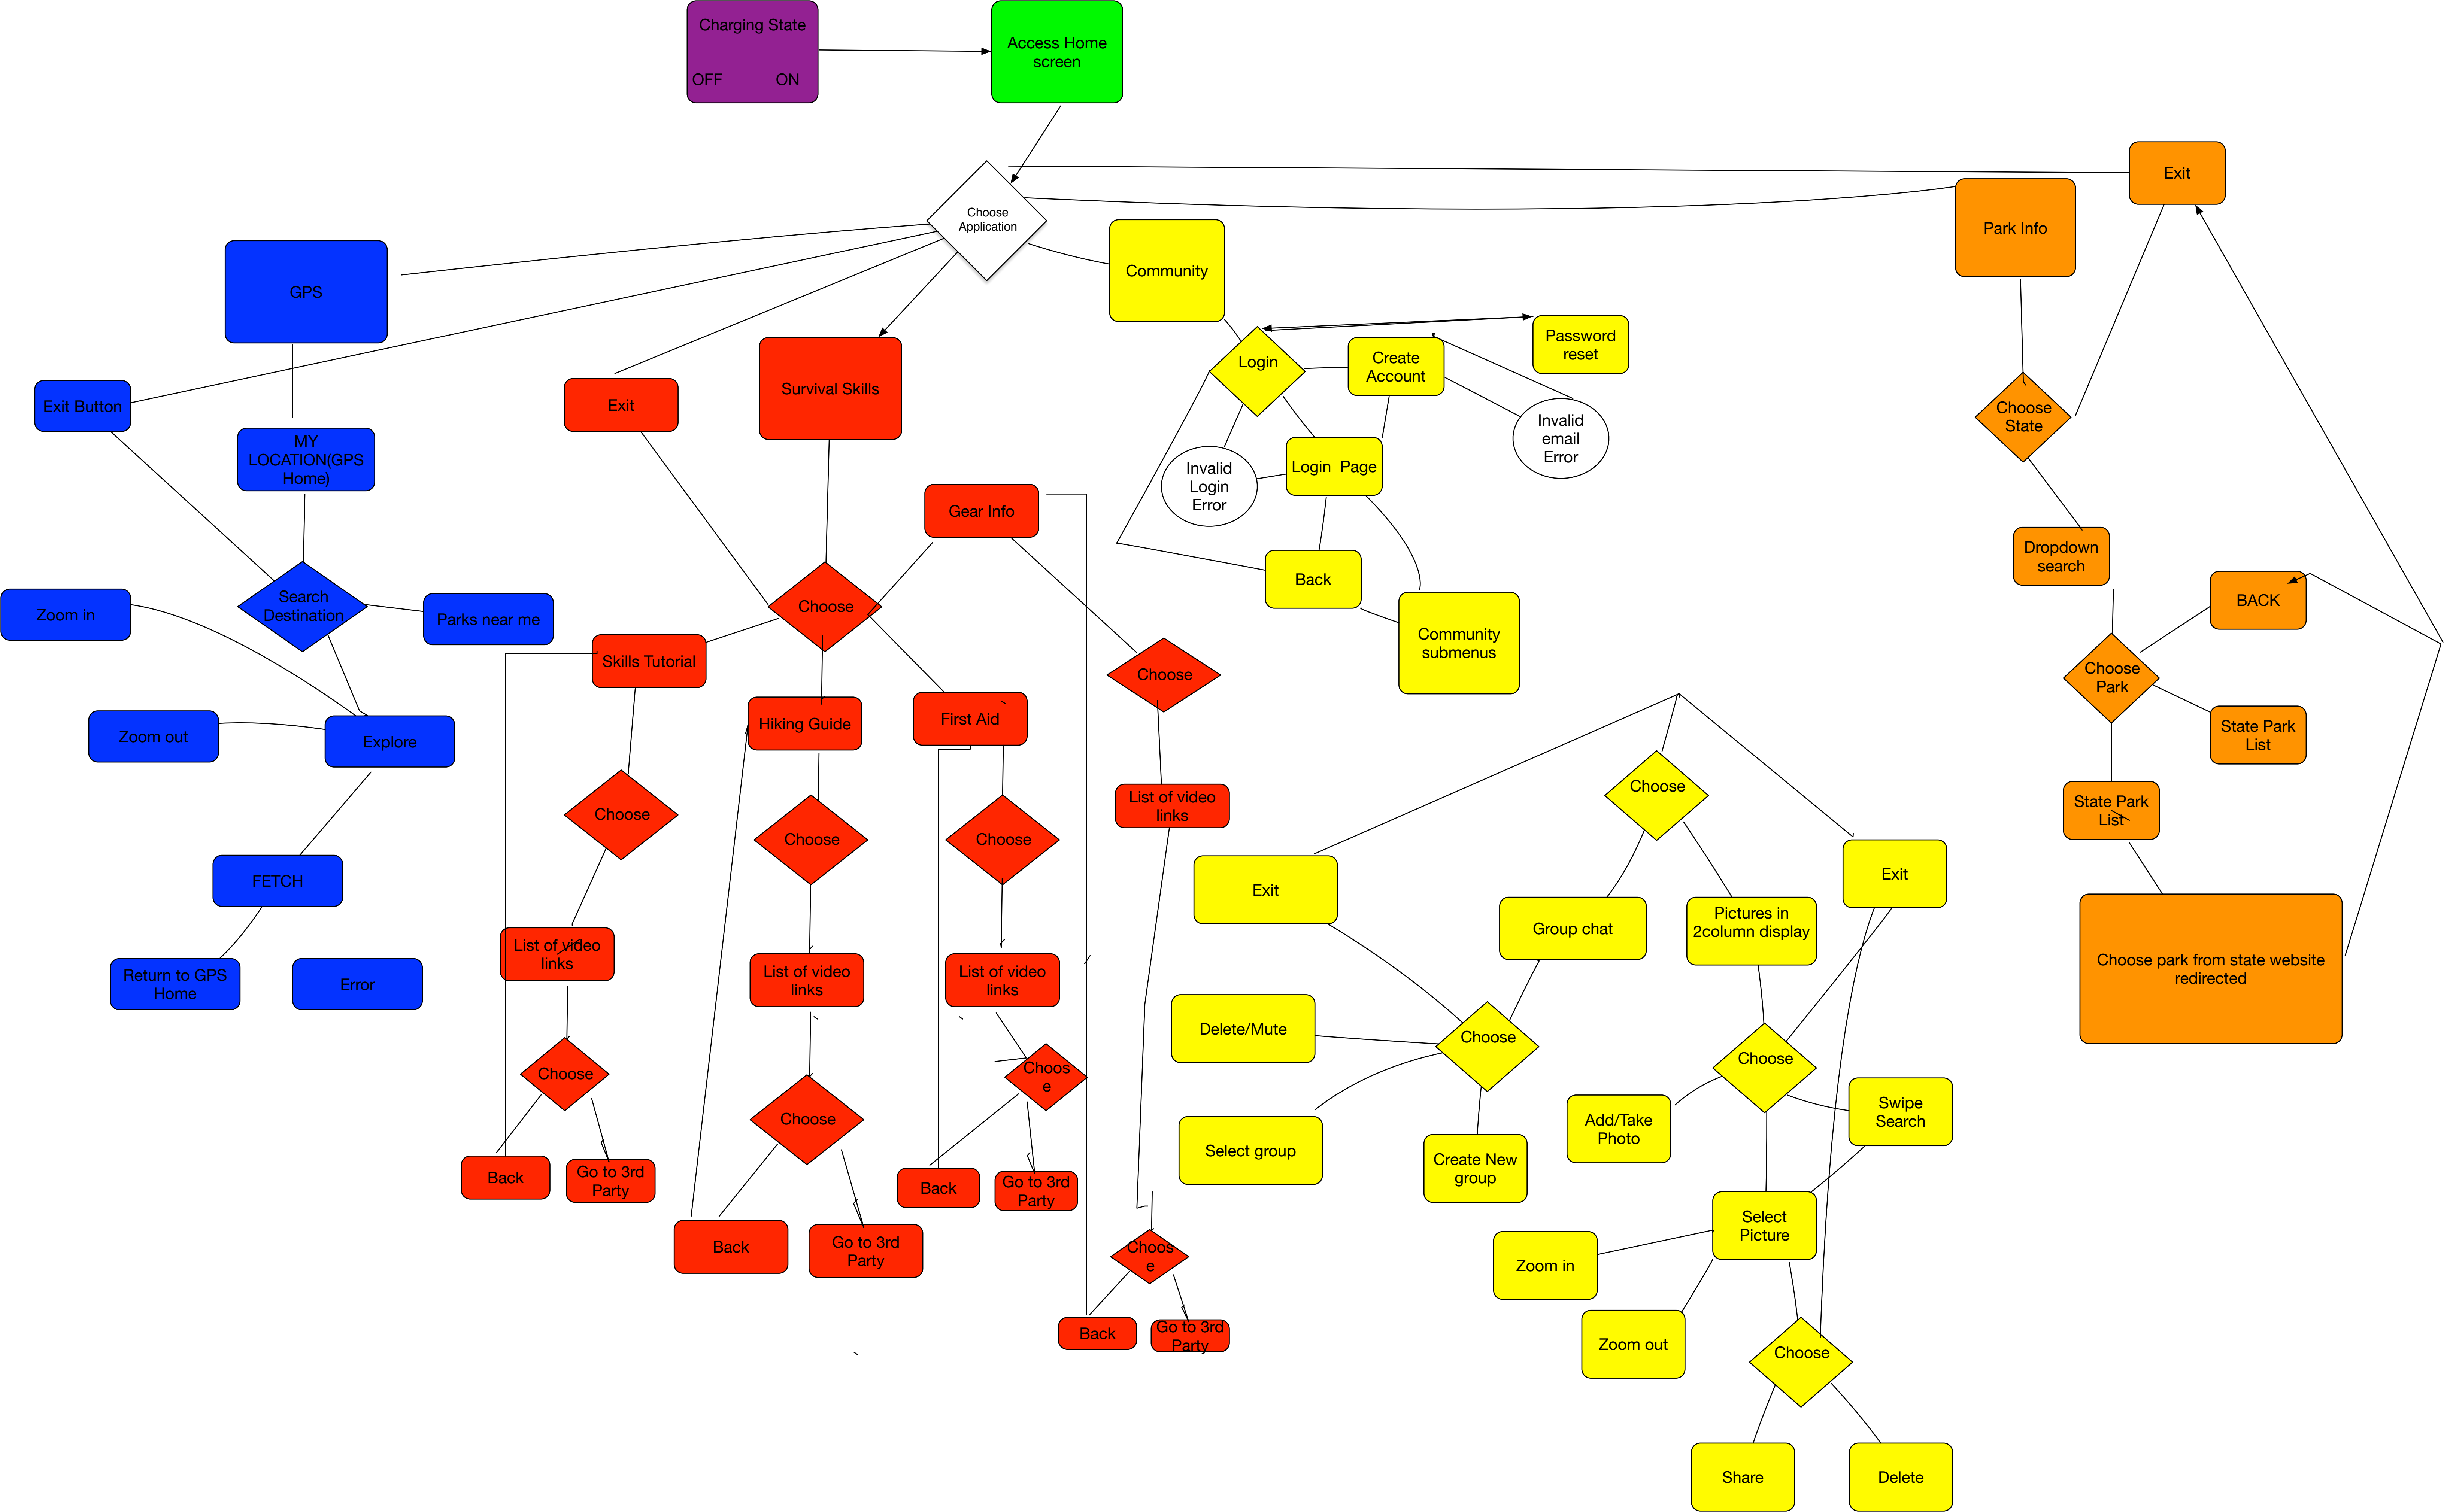 Charging State
OFF ON
Access Home
screen
Choose
Application
Exit
Park Info
GPS
Community
Exit Button
MY
LOCATION(GPS
Home)
Exit
Survival Skills
Login
Create
Account
Password
reset
Invalid
email
Error
Choose
State
Invalid
Login
Error
Login Page
Gear Info
Back
Community
submenus
Dropdown
search
BACK
Zoom in
Search
Destination
Parks near me
Choose
Skills Tutorial
Choose
Choose
Park
State Park
List
Zoom out
Explore
Hiking Guide
First Aid
List of video
links
Choose
State Park
List
Choose
Choose
Choose
FETCH
Exit
Group chat
Pictures in
2column display
Exit
Return to GPS
Home
Error
List of video
links
List of video
links
List of video
links
Choose park from state website
redirected
Choose
Choose
Choos
e
Delete/Mute
Choose
Choose
Back
Go to 3rd
Party
Back
Go to 3rd
Party
Select group
Create New
group
Add/Take
Photo
Swipe
Search
Back
Go to 3rd
Party
Choos
e
Select
Picture
Zoom in
Back
Go to 3rd
Party
Zoom out
Choose
Share
Delete